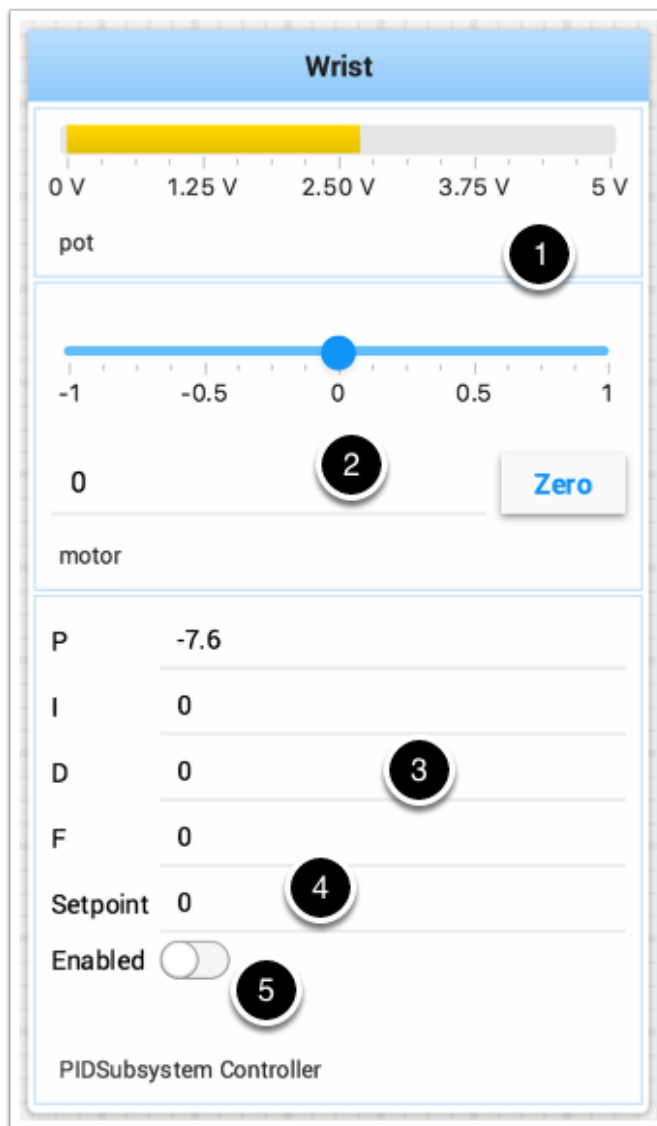 Wrist
0 V 1.25 V 2.50 V 3.75 V 5 V
pot
1
-1 -0.5 0 0.5 1
2
0 Zero
motor
P -7.6
I 0
D 0
3
F 0
4
Setpoint 0
Enabled
5
PIDSubsystem Controller